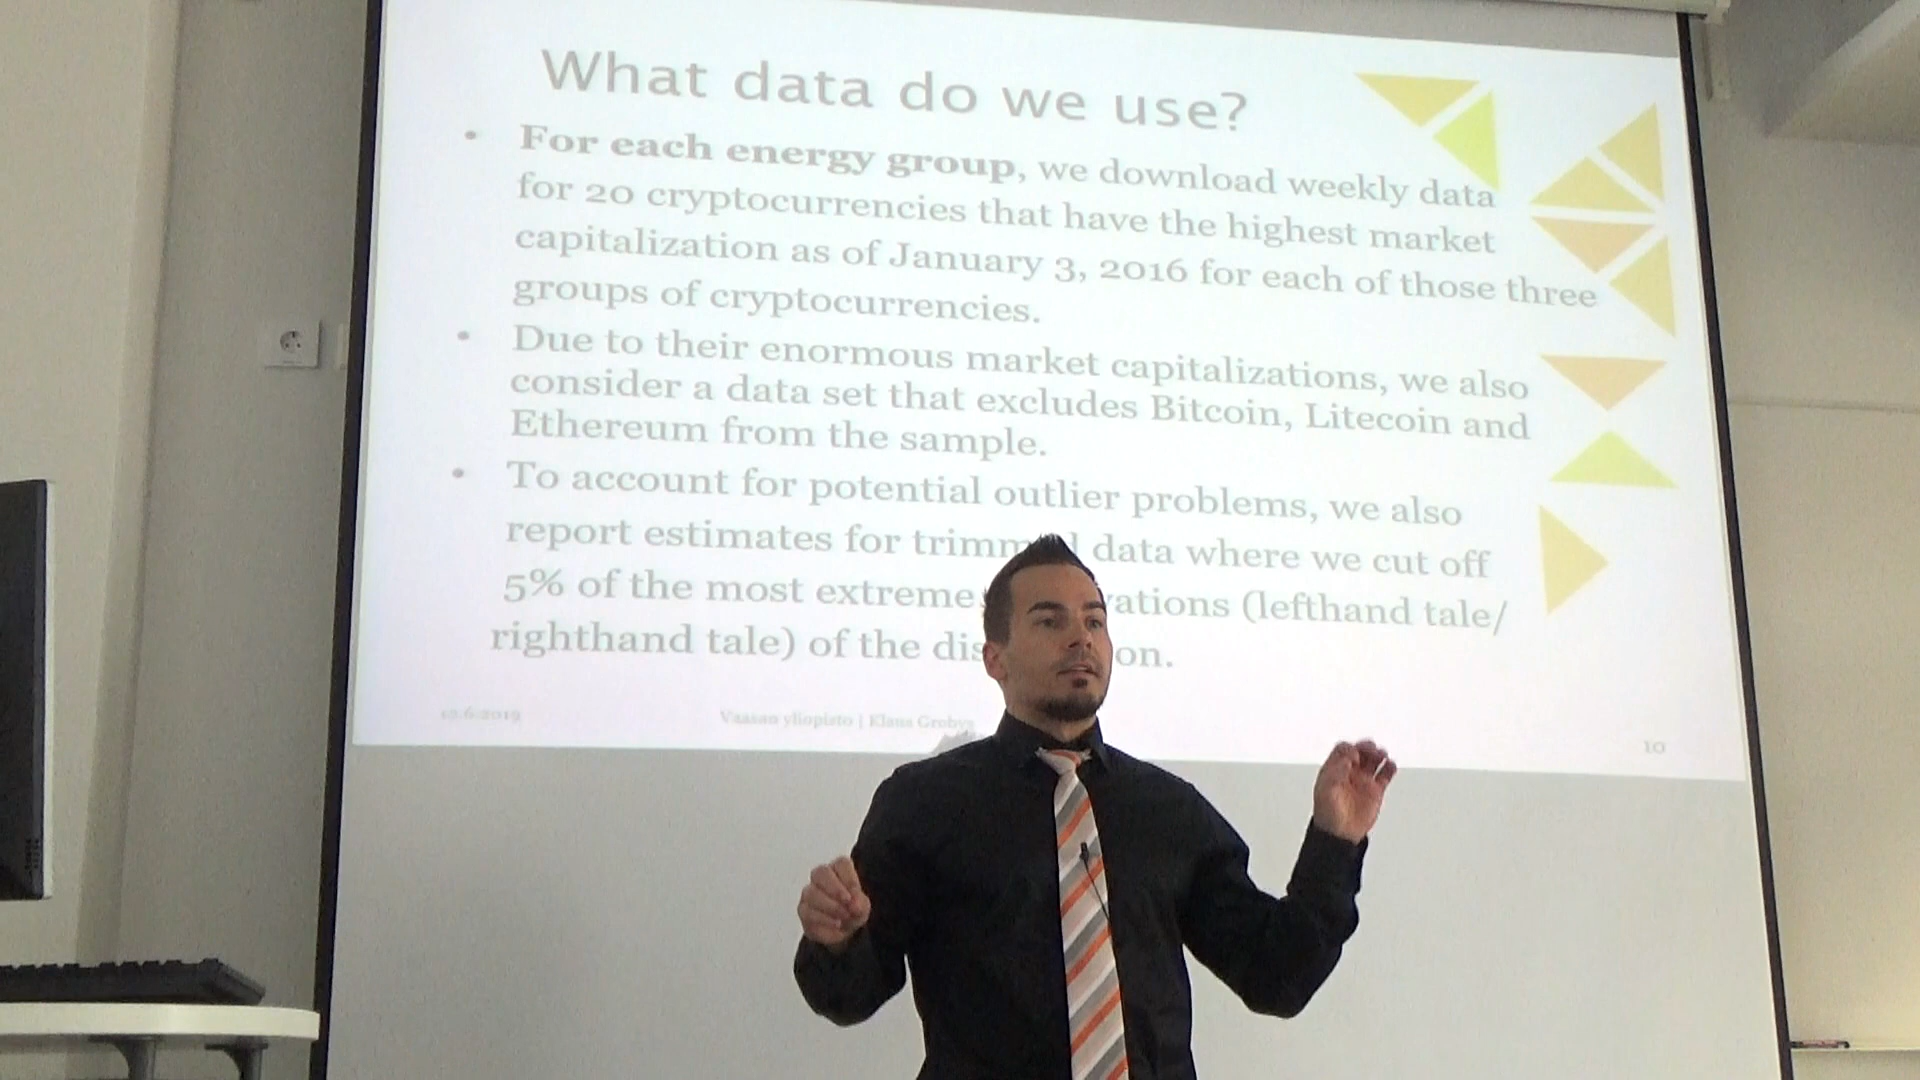 What data do we use?
• For each energy group, we download weekly data
for 20 cryptocurrencies that have the highest market
capitalization as of January 3, 2016 for each of those three
groups of cryptocurrencies.
• Due to their enormous market capitalizations, we also
consider a data set that excludes Bitcoin, Litecoin and
Ethereum from the sample.
• To account for potential outlier problems, we also
report estimates for data where we cut off
5% of the most extreme (lefthand tale/
righthand tale) of the
Vaasan yliopisto | Klaus Grobys
10